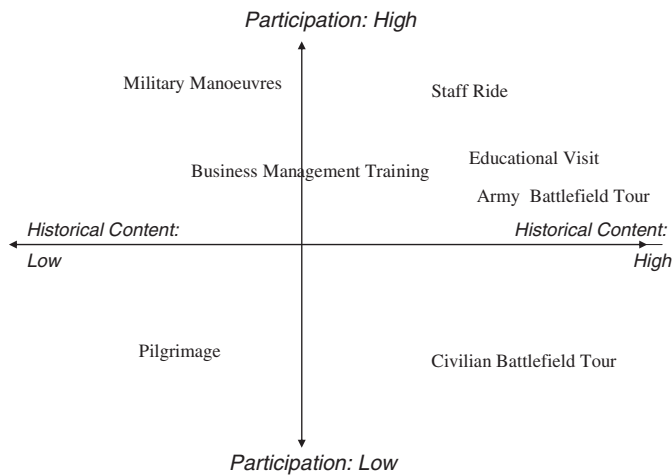 Participation: High
Military Manoeuvres
Staff Ride
Educational Visit
Business Management Training
Army Battlefield Tour
Historical Content:
Low
Historical Content:
High
Pilgrimage
Civilian Battlefield Tour
Participation: Low